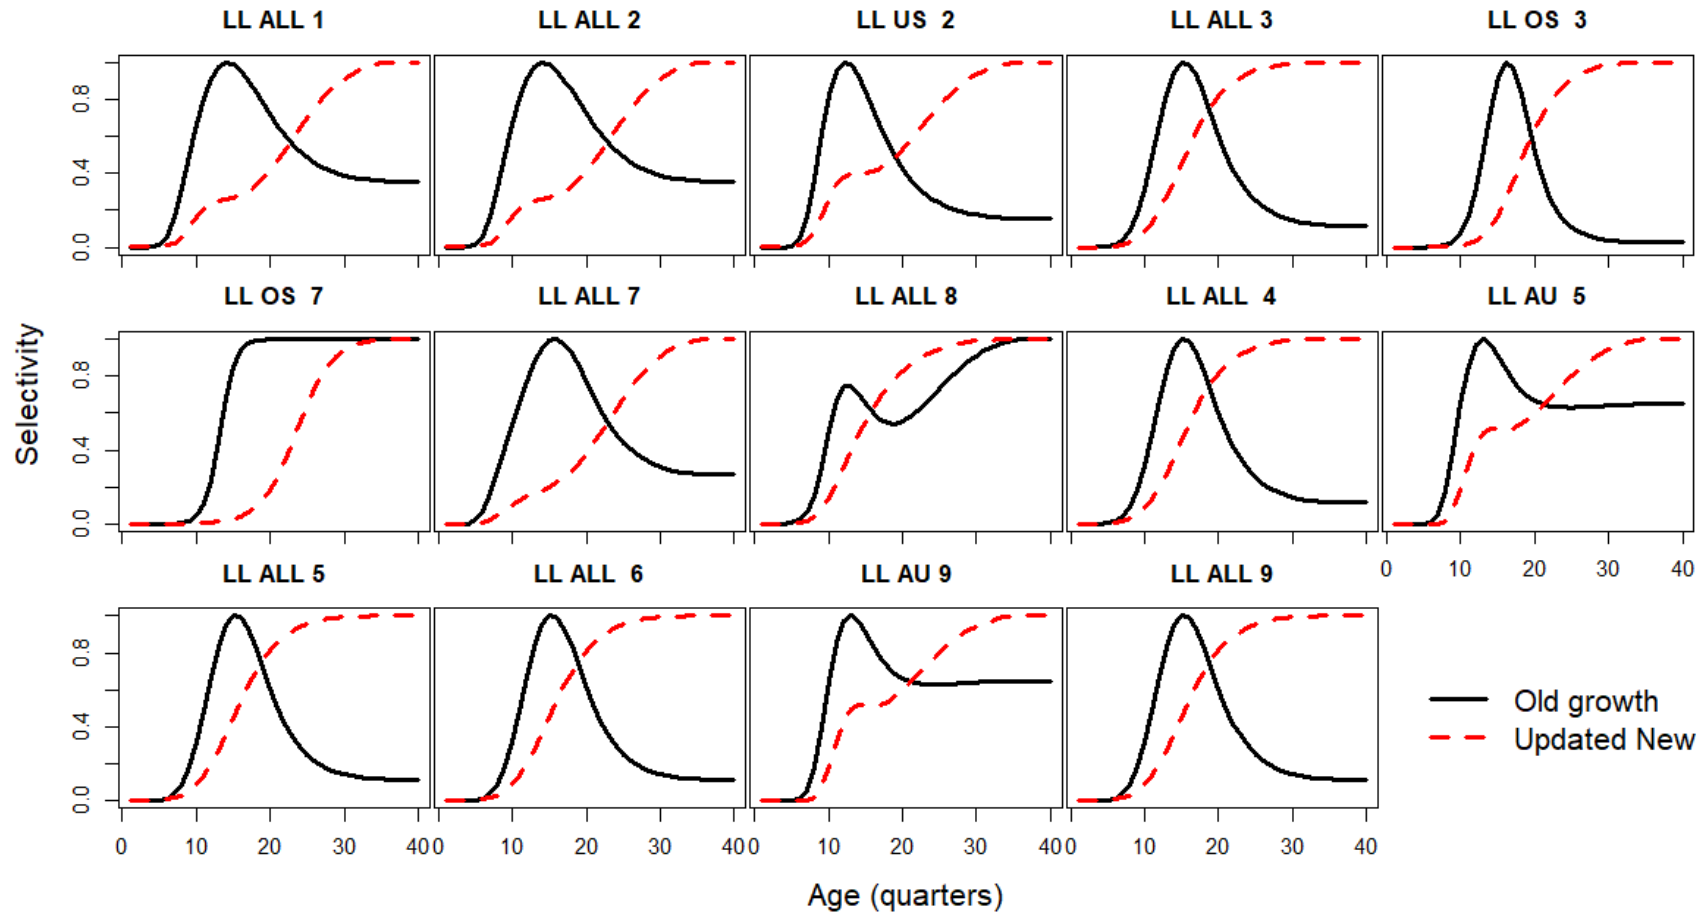 LL ALL 1 LL ALL 2 LL US 2 LL ALL 3 LL OS 3
0.8
0.4
0.0
LL OS 7 LL ALL 7 LL ALL 8 LL ALL 4 LL AU 5
0.8
0.4
0.0
0 10 20 30 40
LL ALL 5 LL ALL 6 LL AU 9 LL ALL 9
0.8
0.4
0.0
0 10 20 30 40 0 10 20 30 40 0 10 20 30 40 0 10 20 30 40
Selectivity
Age (quarters)
Old growth
Updated New